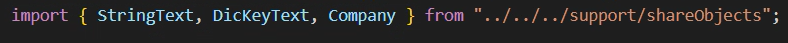 import { StringText, DicKeyText, Company } from "../../../support/shareObjects";